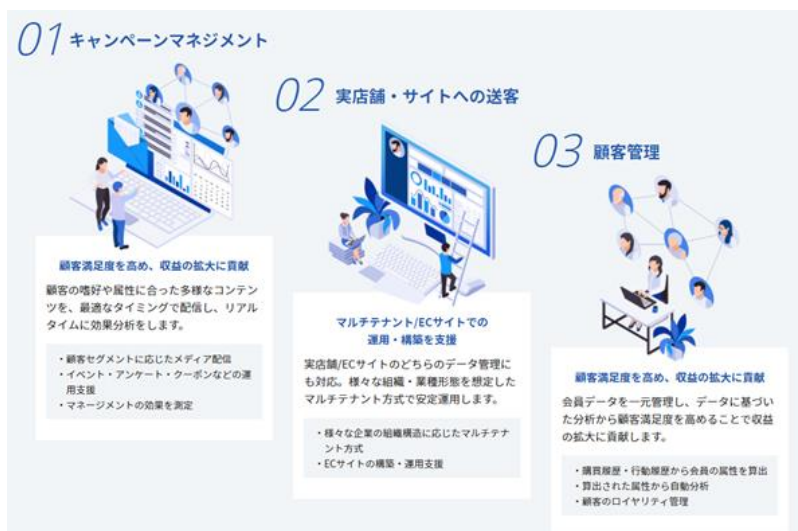 01 キャンペーンマネジメント
顧客満足度を高め、収益の拡大に貢献
顧客の嗜好や属性に合った多様なコンテン
ツを、最適なタイミングで配信し、リアル
タイムに効果分析をします。
・顧客セグメントに応じたメディア配信
・イベント・アンケート・クーポンなどの運
用支援
・マネージメントの効果を測定
02 実店舗・サイトへの送客
マルチテナント/ECサイトでの
運用・構築を支援
実店舗/ECサイトのどちらのデータ管理に
も対応。様々な組織・業種形態を想定した
マルチテナント方式で安定運用します。
・様々な企業の組織構造に応じたマルチテナ
ント方式
・ECサイトの構築・運用支援
03 顧客管理
顧客満足度を高め、収益の拡大に貢献
会員データを一元管理し、データに基づい
た分析から顧客満足度を高めることで収益
の拡大に貢献します。
・購買履歴・行動履歴から会員の属性を算出
・算出された属性から自動分析
・顧客のロイヤリティ管理